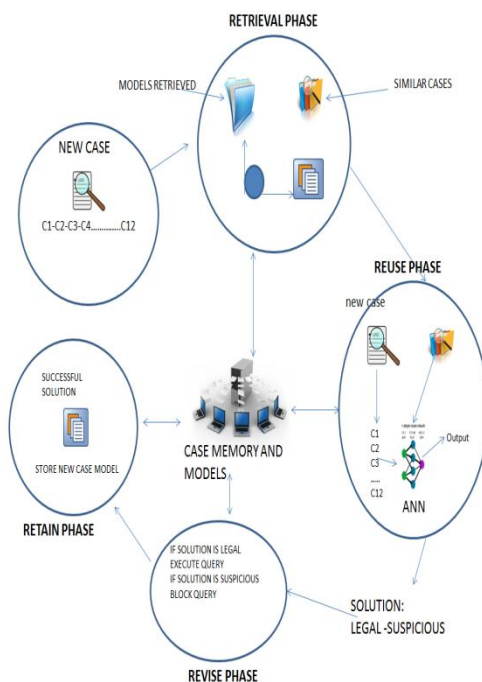 RETRIEVAL PHASE
MODELS RETRIEVED
SIMILAR CASES
NEW CASE
C1-C2-C3-C4..............C12
REUSE PHASE
new case
C1
C2
C3
......
C12
Output
ANN
SUCCESSFUL
SOLUTION
STORE NEW CASE MODEL
RETAIN PHASE
CASE MEMORY AND
MODELS
IF SOLUTION IS LEGAL
EXECUTE QUERY
IF SOLUTION IS SUSPICIOUS
BLOCK QUERY
REVISE PHASE
SOLUTION:
LEGAL -SUSPICIOUS